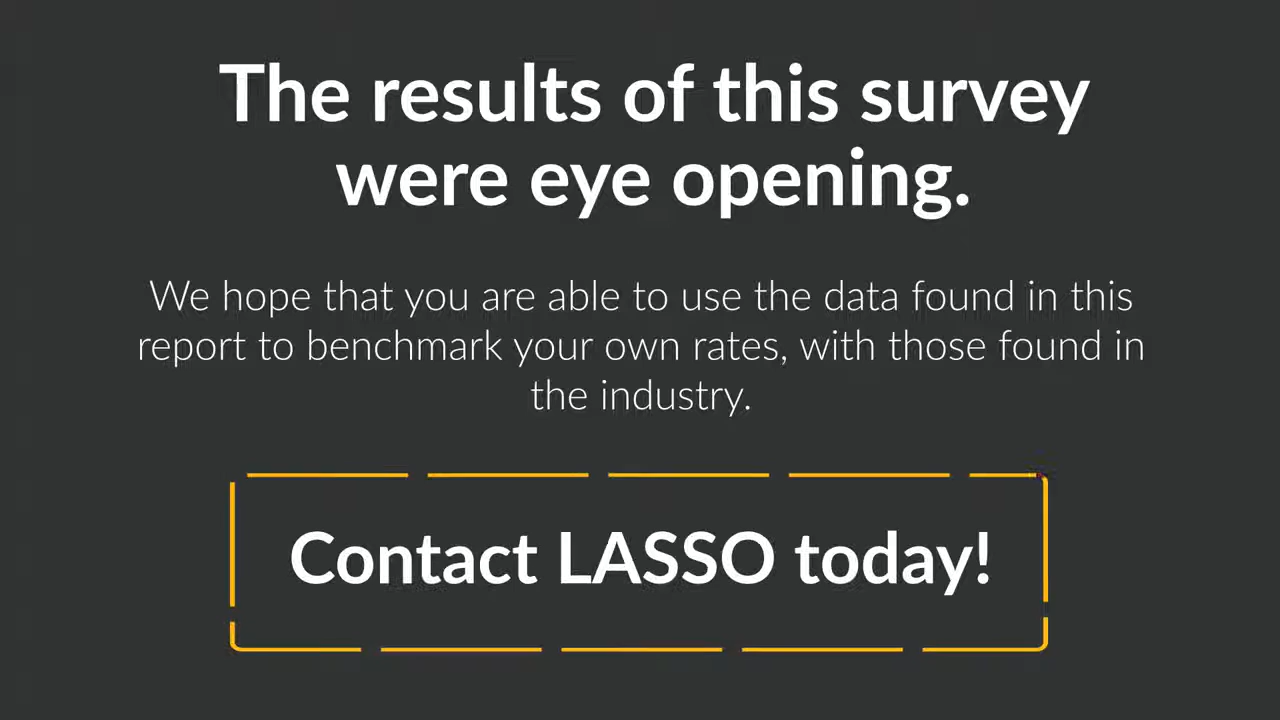 The results of this survey
were eye opening.
We hope that you are able to use the data found in this
report to benchmark your own rates, with those found in
the industry.
Contact LASSO today!